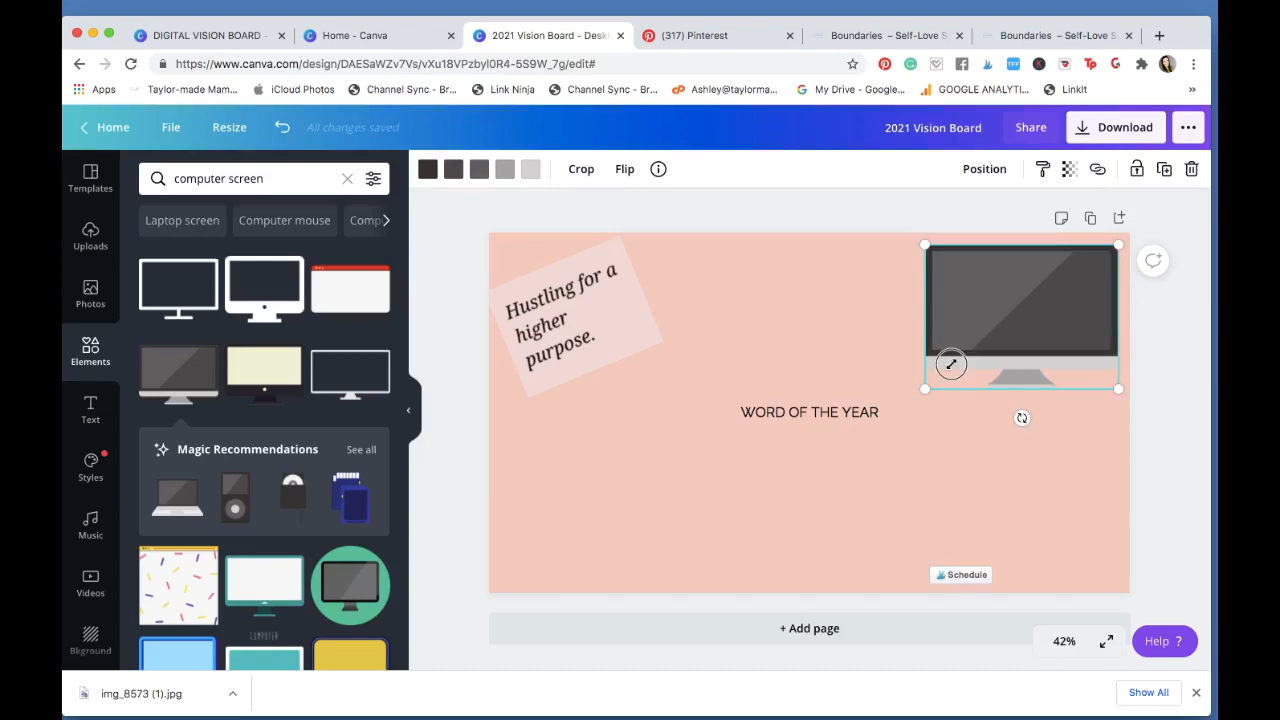 DIGITAL VISION BOARD -
Home - Canva
2021 Vision Board - Desk
(317) Pinterest
Boundaries – Self-Love S
Boundaries – Self-Love S
https://www.canva.com/design/DAESaWZv7Vs/vXu18VPzbyl0R4-5S9W_7g/edit#
Apps
Taylor-made Mam...
iCloud Photos
Channel Sync - Br...
Link Ninja
Channel Sync - Br...
Ashley@taylorma...
My Drive - Google...
GOOGLE ANALYTI...
LinkIt
Home
File
Resize
All changes saved
2021 Vision Board
Share
Download
Templates
Uploads
Photos
Elements
Text
Styles
Music
Videos
Bkground
computer screen
Laptop screen
Computer mouse
Comp
Magic Recommendations
See all
COMPUTER
Crop
Flip
Position
Hustling for a
higher
purpose.
WORD OF THE YEAR
Schedule
+ Add page
42%
Help ?
img_8573 (1).jpg
Show All